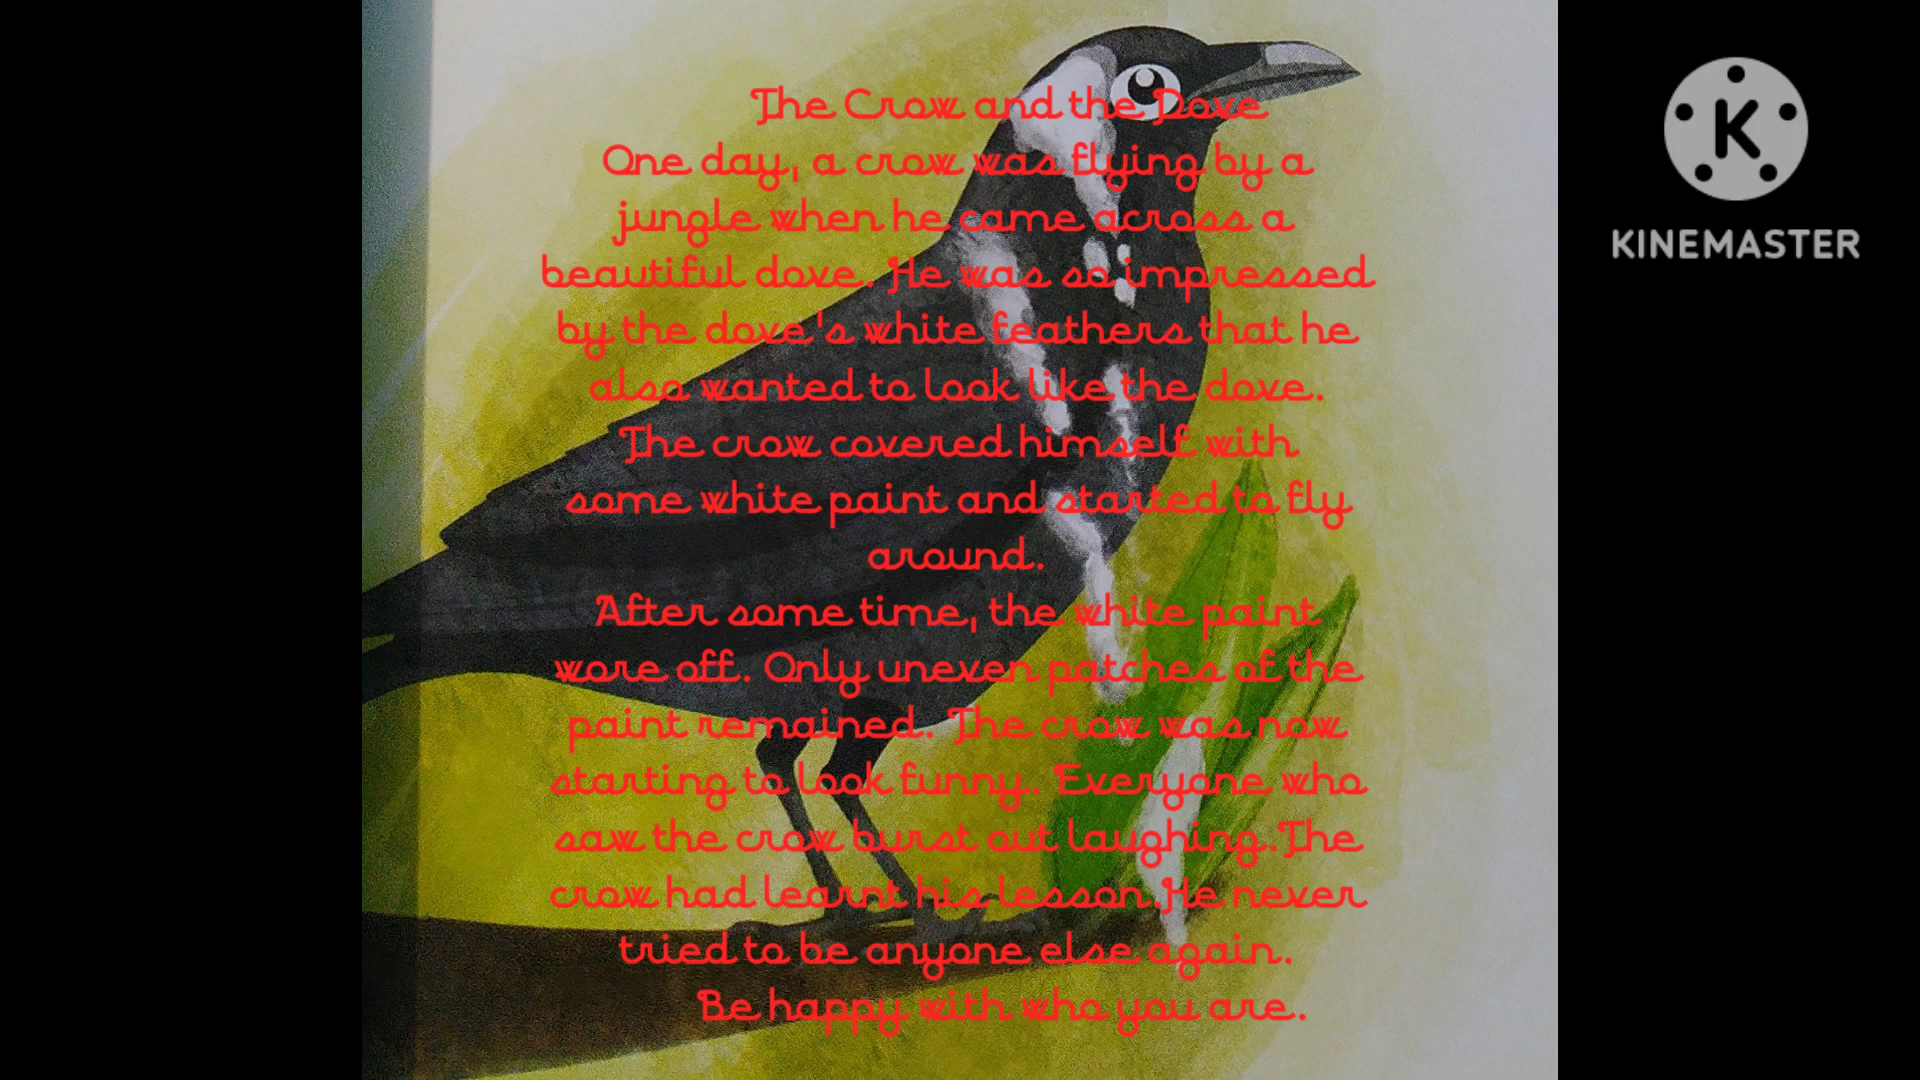 The Crow and the Dove
One day, a crow was flying by a
jungle when he came across a
beautiful dove. He was so impressed
by the dove's white feathers that he
also wanted to look like the dove.
The crow covered himself with
some white paint and started to fly
around.
After some time, the white paint
wore off. Only uneven patches of the
paint remained. The crow was now
starting to look funny. Everyone who
saw the crow burst out laughing.The
crow had learnt his lesson.He never
tried to be anyone else again.
Be happy with who you are.
K
KINEMASTER